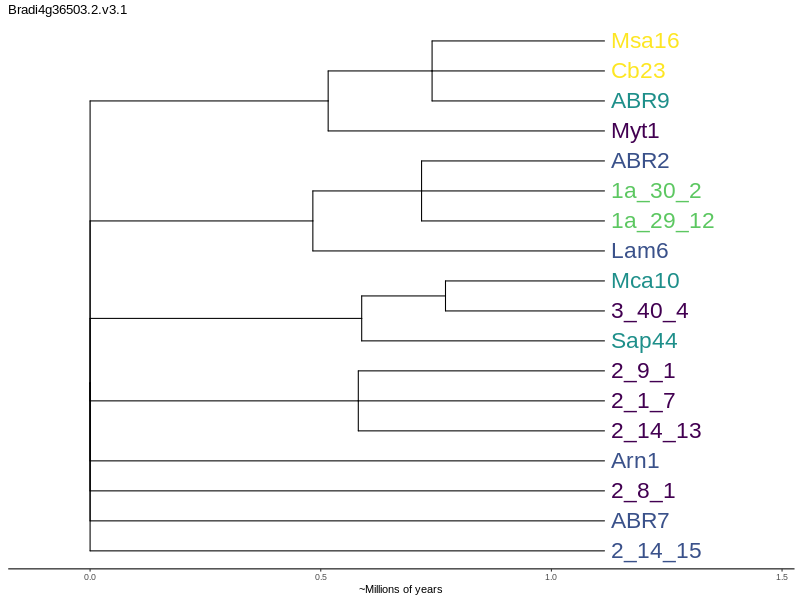 Bradi4g36503.2.v3.1
Msa16
Cb23
ABR9
Myt1
ABR2
1a_30_2
1a_29_12
Lam6
Mca10
3_40_4
Sap44
2_9_1
2_1_7
2_14_13
Arn1
2_8_1
ABR7
2_14_15
0.0 0.5 1.0 1.5
~Millions of years